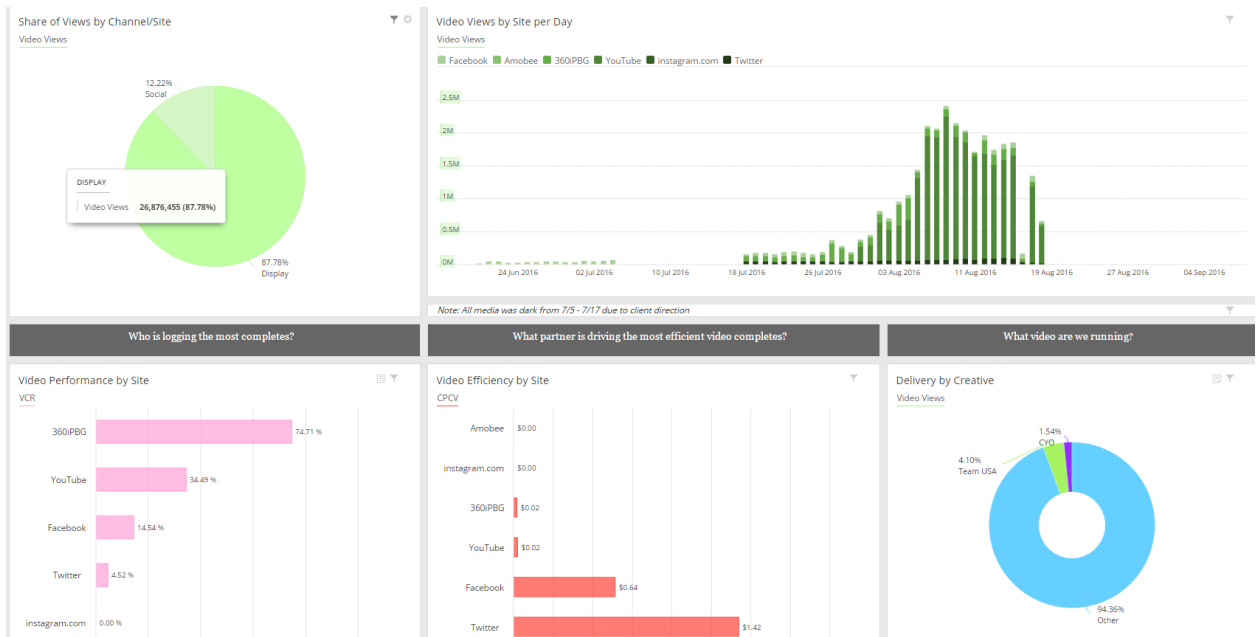 Share of Views by Channel/Site
Video Views
12.22%
Social
DISPLAY
Video Views 26,876,455 (87.78%)
87.78%
Display
Video Views by Site per Day
Video Views
Facebook Amobee 360iPBG YouTube instagram.com Twitter
2.5M
2M
1.5M
1M
0.5M
0M
24 Jun 2016 02 Jul 2016 10 Jul 2016 18 Jul 2016 26 Jul 2016 03 Aug 2016 11 Aug 2016 19 Aug 2016 27 Aug 2016 04 Sep 2016
Note: All media was dark from 7/5 - 7/17 due to client direction
Who is logging the most completes?
What partner is driving the most efficient video completes?
What video are we running?
Video Performance by Site
VCR
360iPBG 74.71 %
YouTube 34.49 %
Facebook 14.54 %
Twitter 4.52 %
instagram.com 0.00 %
Video Efficiency by Site
CPCV
Amobee $0.00
instagram.com $0.00
360iPBG $0.02
YouTube $0.02
Facebook $0.64
Twitter $1.42
Delivery by Creative
Video Views
1.54%
CYO
4.10%
Team USA
94.36%
Other